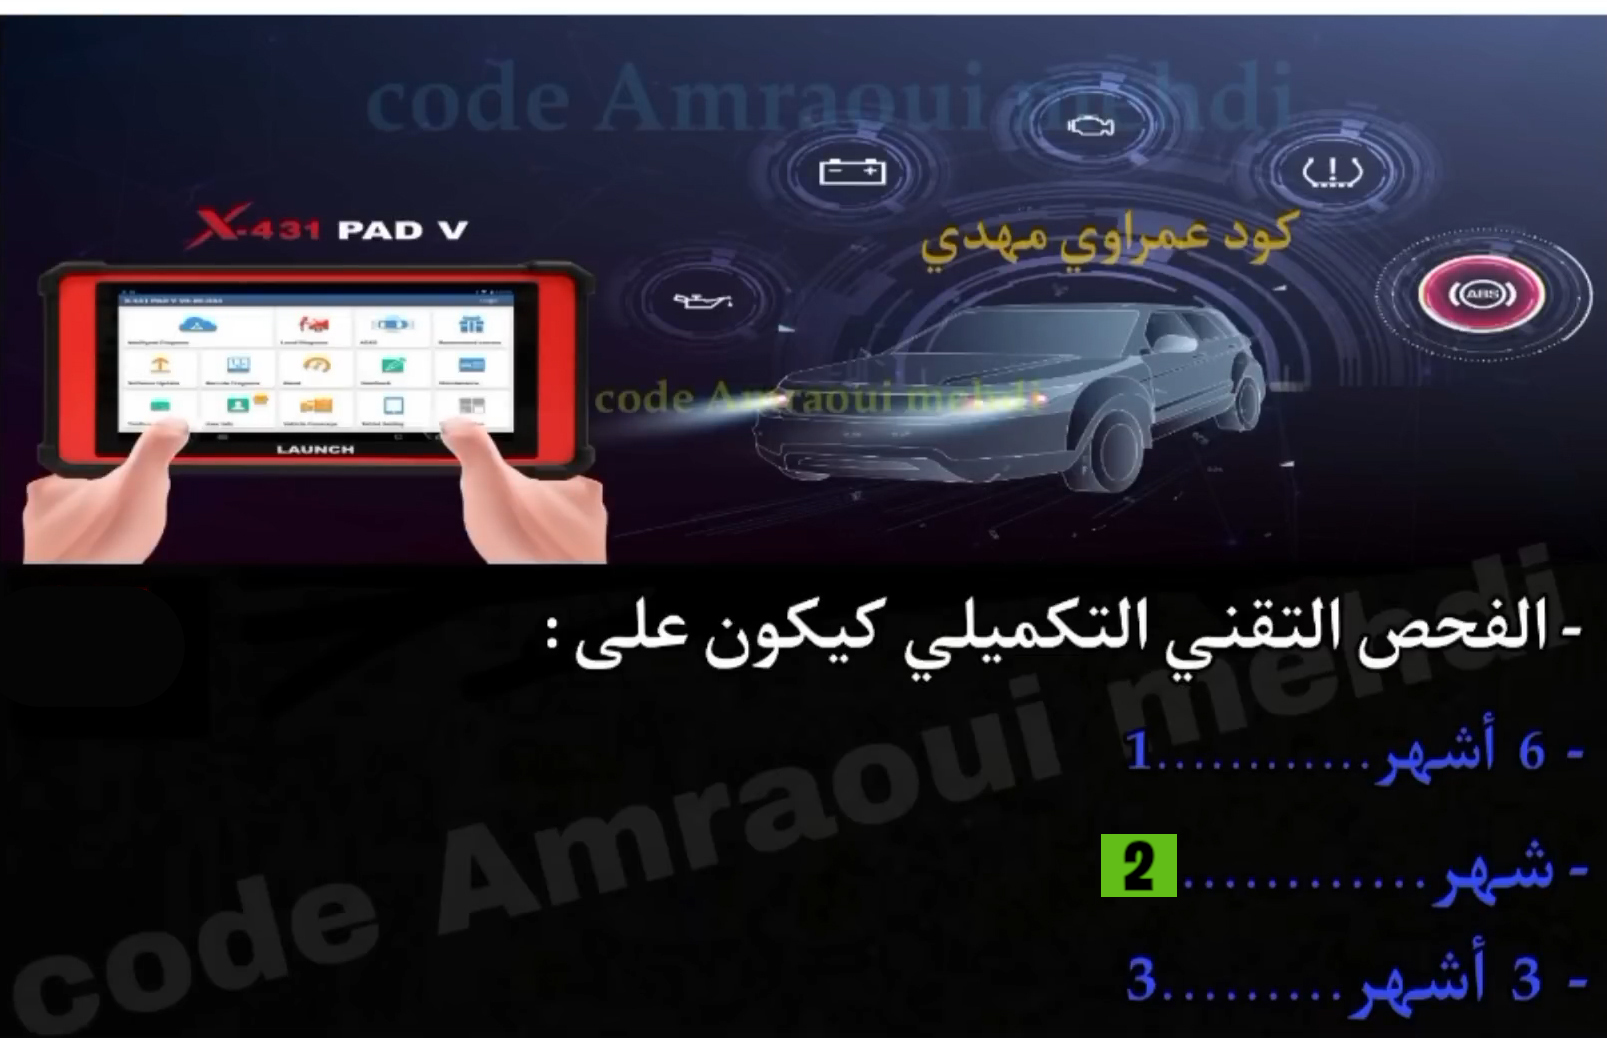 code Amraoui mehdi
X-431 PAD V
كود عمراوي مهدي
ABS
code Amraoui mehdi
LAUNCH
- الفحص التقني التكميلي كيكون على :
- 6 أشهر............1
- شهر............ 2
- 3 أشهر.........3
code Amraoui mehdi